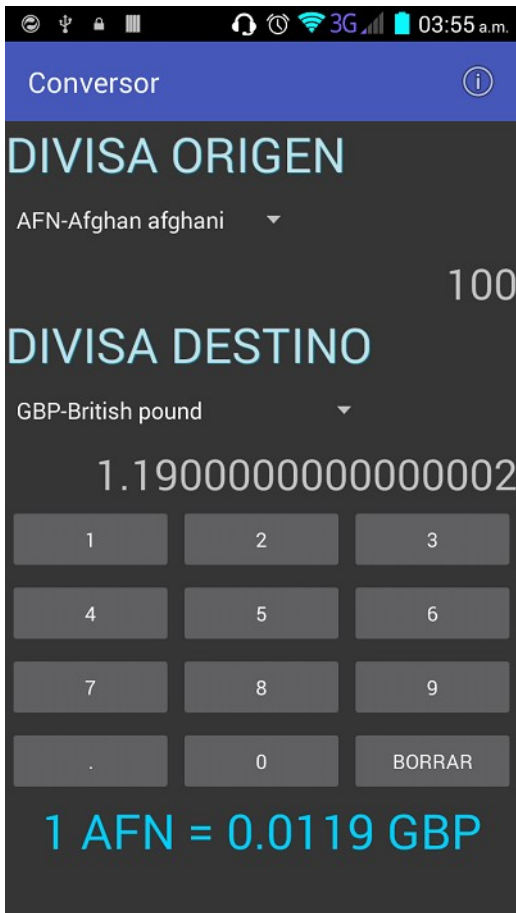 3G 03:55 a.m.
Conversor
DIVISA ORIGEN
AFN-Afghan afghani
100
DIVISA DESTINO
GBP-British pound
1.1900000000000002
1 2 3
4 5 6
7 8 9
. 0 BORRAR
1 AFN = 0.0119 GBP